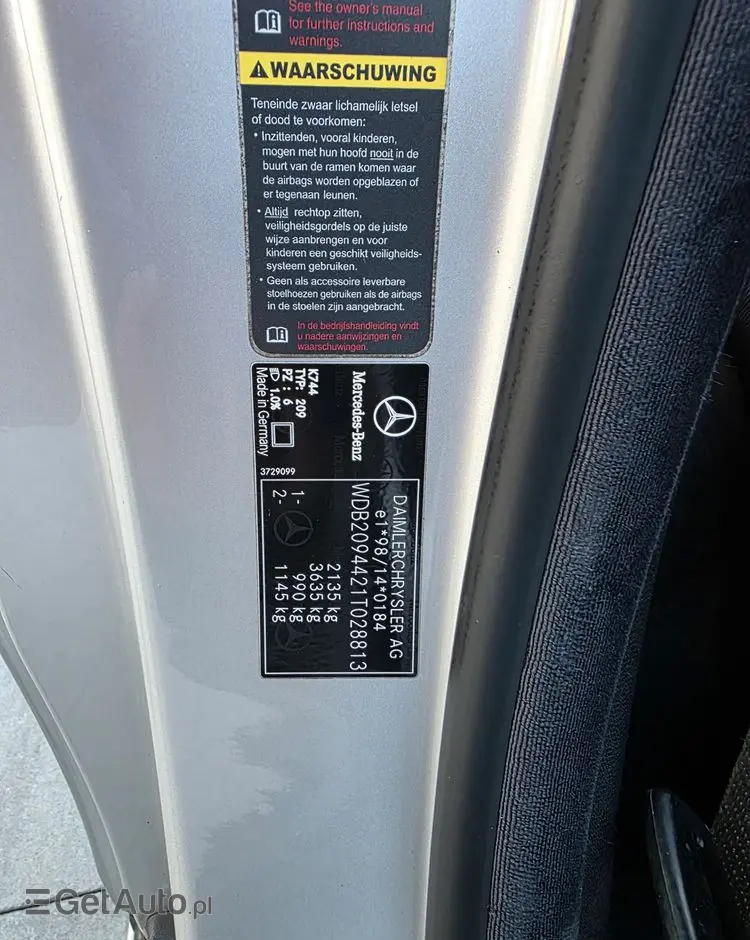 See the owner's manual
for further instructions and
warnings.
WAARSCHUWING
Teneinde zwaar lichamelijk letsel
of dood te voorkomen:
• Inzittenden, vooral kinderen,
mogen met hun hoofd nooit in de
buurt van de ramen komen waar
de airbags worden opgeblazen of
er tegenaan leunen.
• Altijd rechtop zitten,
veiligheidsgordels op de juiste
wijze aanbrengen en voor
kinderen een geschikt veiligheids-
systeem gebruiken.
• Geen als accessoire leverbare
stoelhoezen gebruiken als de airbags
in de stoelen zijn aangebracht.
In de bedrijfshandleiding vindt
u nadere aanwijzingen en
waarschuwingen.
Mercedes-Benz
K744
TYP: 209
PZ : 6
1.0%
Made in Germany
3729099
DAIMLERCHRYSLER AG
e1*98/14*0184
WDB2094421T028813
2135 kg
3635 kg
1- 990 kg
2- 1145 kg
GetAuto.pl